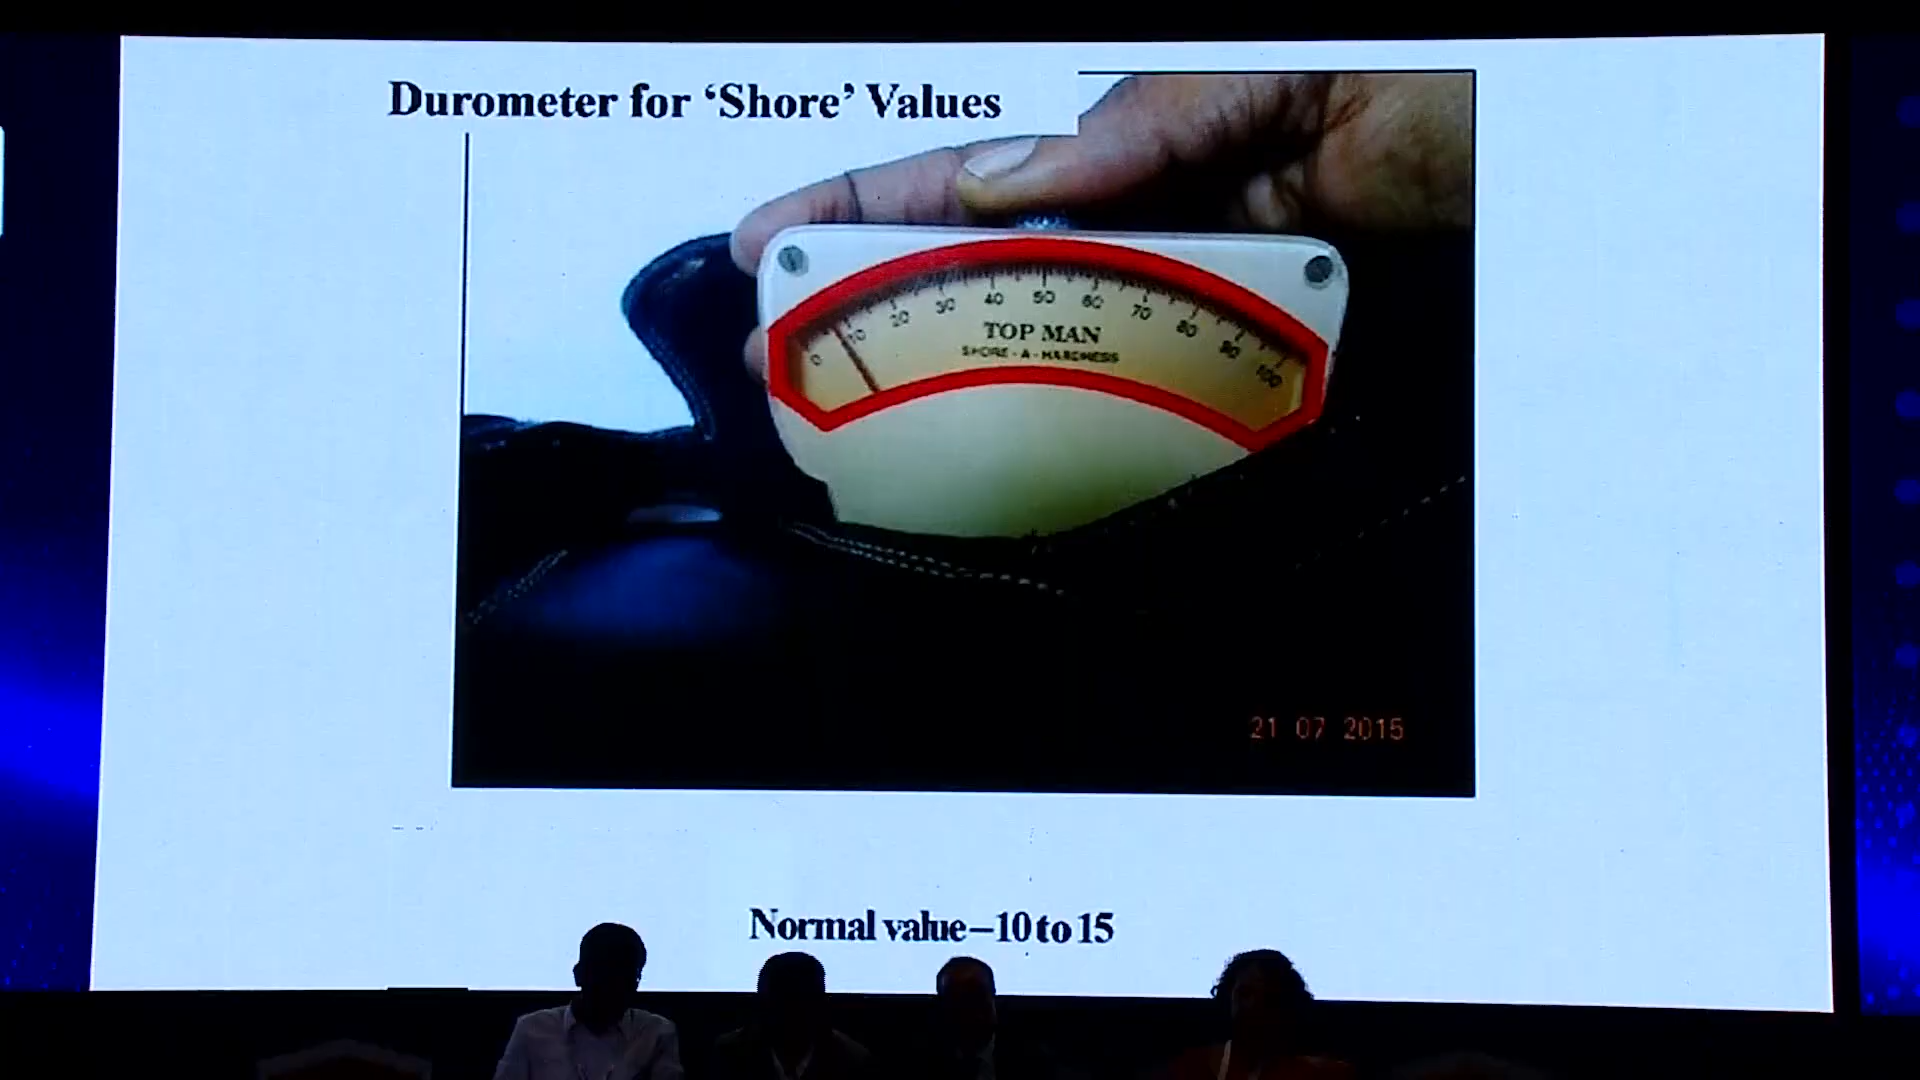 Durometer for ‘Shore’ Values
0 10 20 30 40 50 60 70 80 90 100
TOP MAN
SHORE - A - HARDNESS
21 07 2015
Normal value–10 to 15